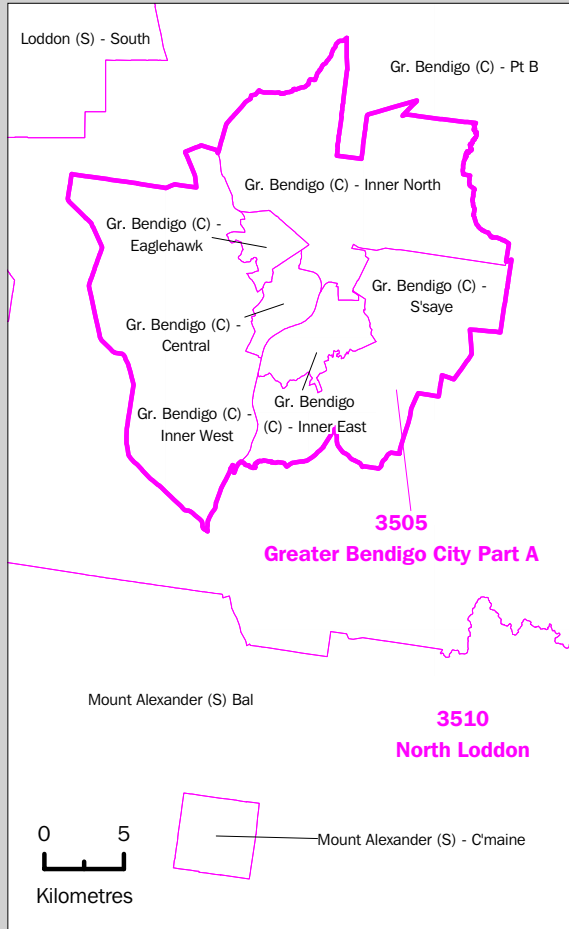 Loddon (S) - South
Gr. Bendigo (C) - Pt B
Gr. Bendigo (C) - Inner North
Gr. Bendigo (C) -
Eaglehawk
Gr. Bendigo (C) -
S'saye
Gr. Bendigo (C) -
Central
Gr. Bendigo (C) -
Inner West
Gr. Bendigo
(C) - Inner East
3505
Greater Bendigo City Part A
Mount Alexander (S) Bal
3510
North Loddon
Mount Alexander (S) - C'maine
0 5
Kilometres